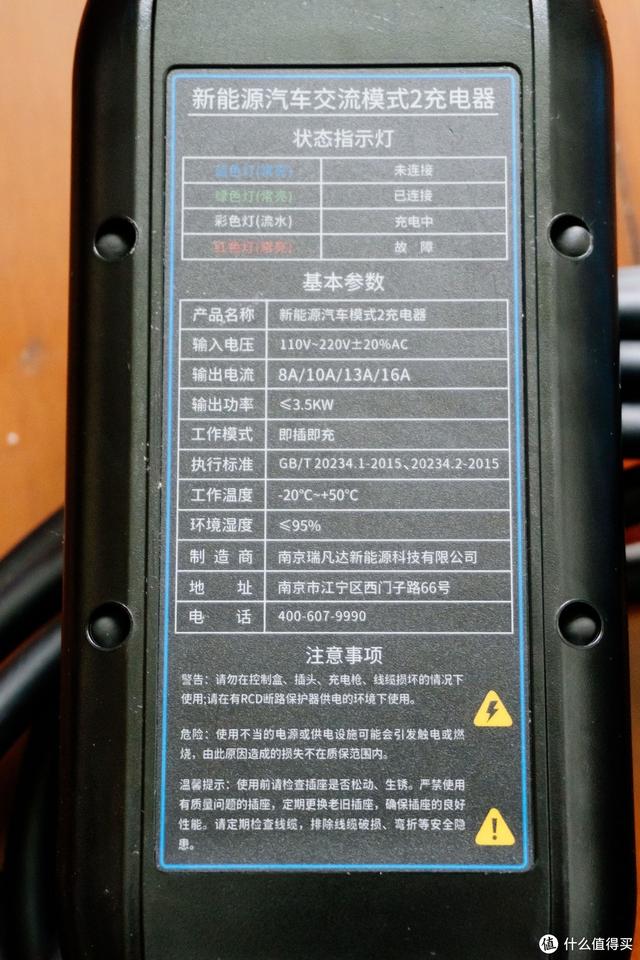 新能源汽车交流模式2充电器
状态指示灯
蓝色灯(常亮) 未连接
绿色灯(常亮) 已连接
彩色灯(流水) 充电中
红色灯(常亮) 故 障
基本参数
产品名称 新能源汽车模式2充电器
输入电压 110V~220V±20%AC
输出电流 8A/10A/13A/16A
输出功率 ≤3.5KW
工作模式 即插即充
执行标准 GB/T 20234.1-2015、20234.2-2015
工作温度 -20℃~+50℃
环境湿度 ≤95%
制 造 商 南京瑞凡达新能源科技有限公司
地 址 南京市江宁区西门子路66号
电 话 400-607-9990
注意事项
警告：请勿在控制盒、插头、充电枪、线缆损坏的情况下
使用;请在有RCD断路保护器供电的环境下使用。
危险：使用不当的电源或供电设施可能会引发触电或燃
烧，由此原因造成的损失不在质保范围内。
温馨提示：使用前请检查插座是否松动、生锈。严禁使用
有质量问题的插座，定期更换老旧插座，确保插座的良好
性能。请定期检查线缆，排除线缆破损、弯折等安全隐
患。
值 什么值得买